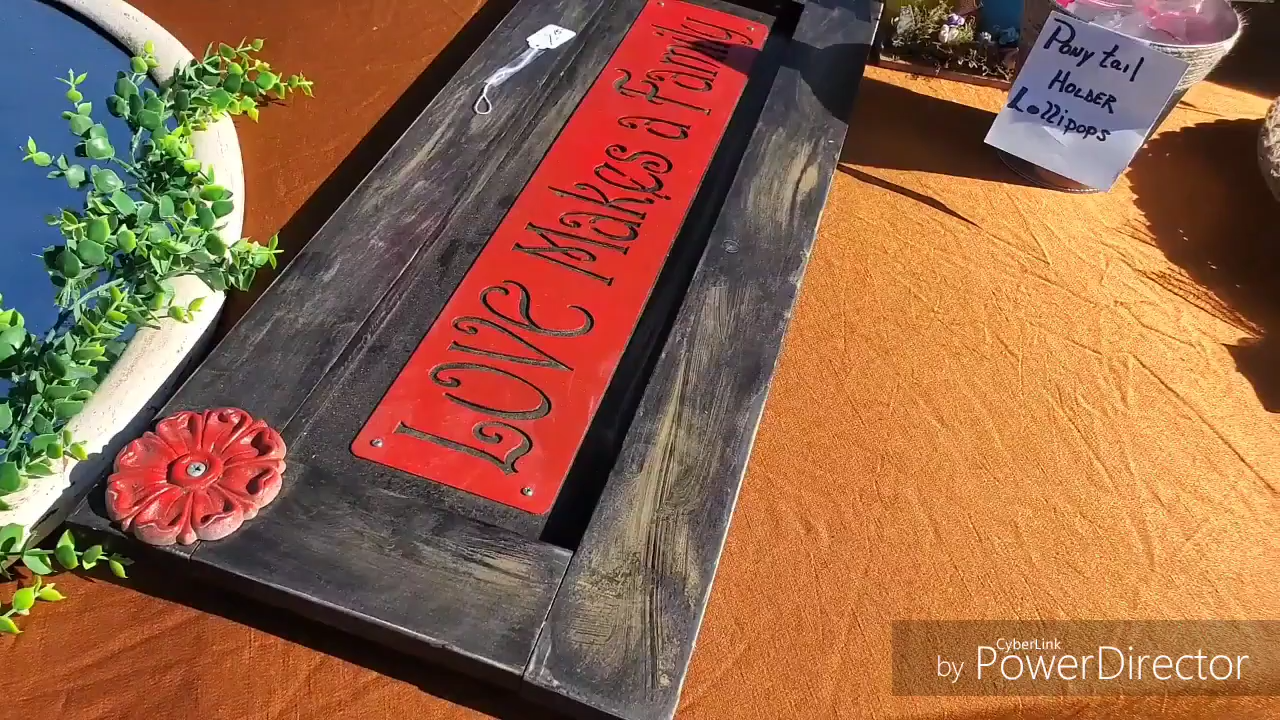 Love Makes a Family
Pony tail
HOLDER
Lollipops
CyberLink
by PowerDirector